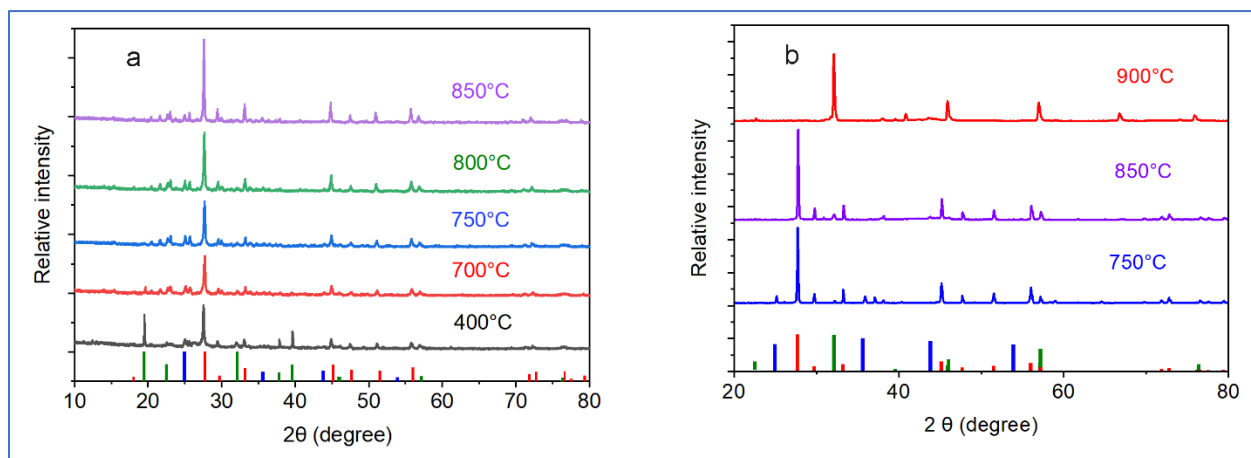 a
850°C
800°C
750°C
700°C
400°C
Relative intensity
10 20 30 40 50 60 70 80
2θ (degree)
b
900°C
850°C
750°C
Relative intensity
20 40 60 80
2 θ (degree)